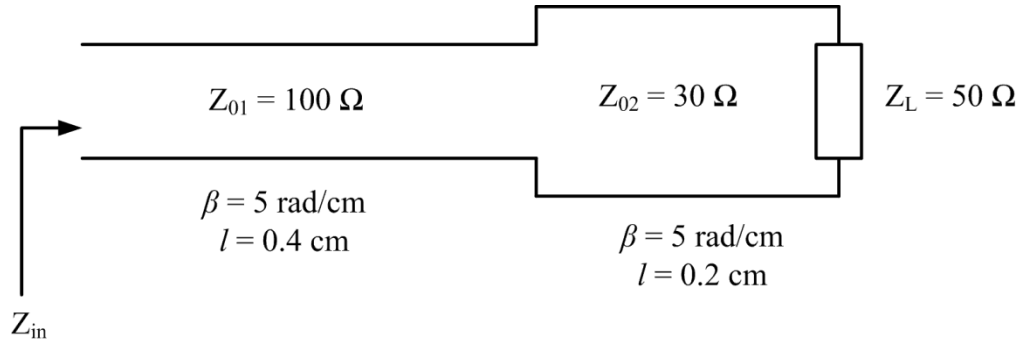 Z01 = 100 Ω
Z02 = 30 Ω
ZL = 50 Ω
β = 5 rad/cm
l = 0.4 cm
β = 5 rad/cm
l = 0.2 cm
Zin